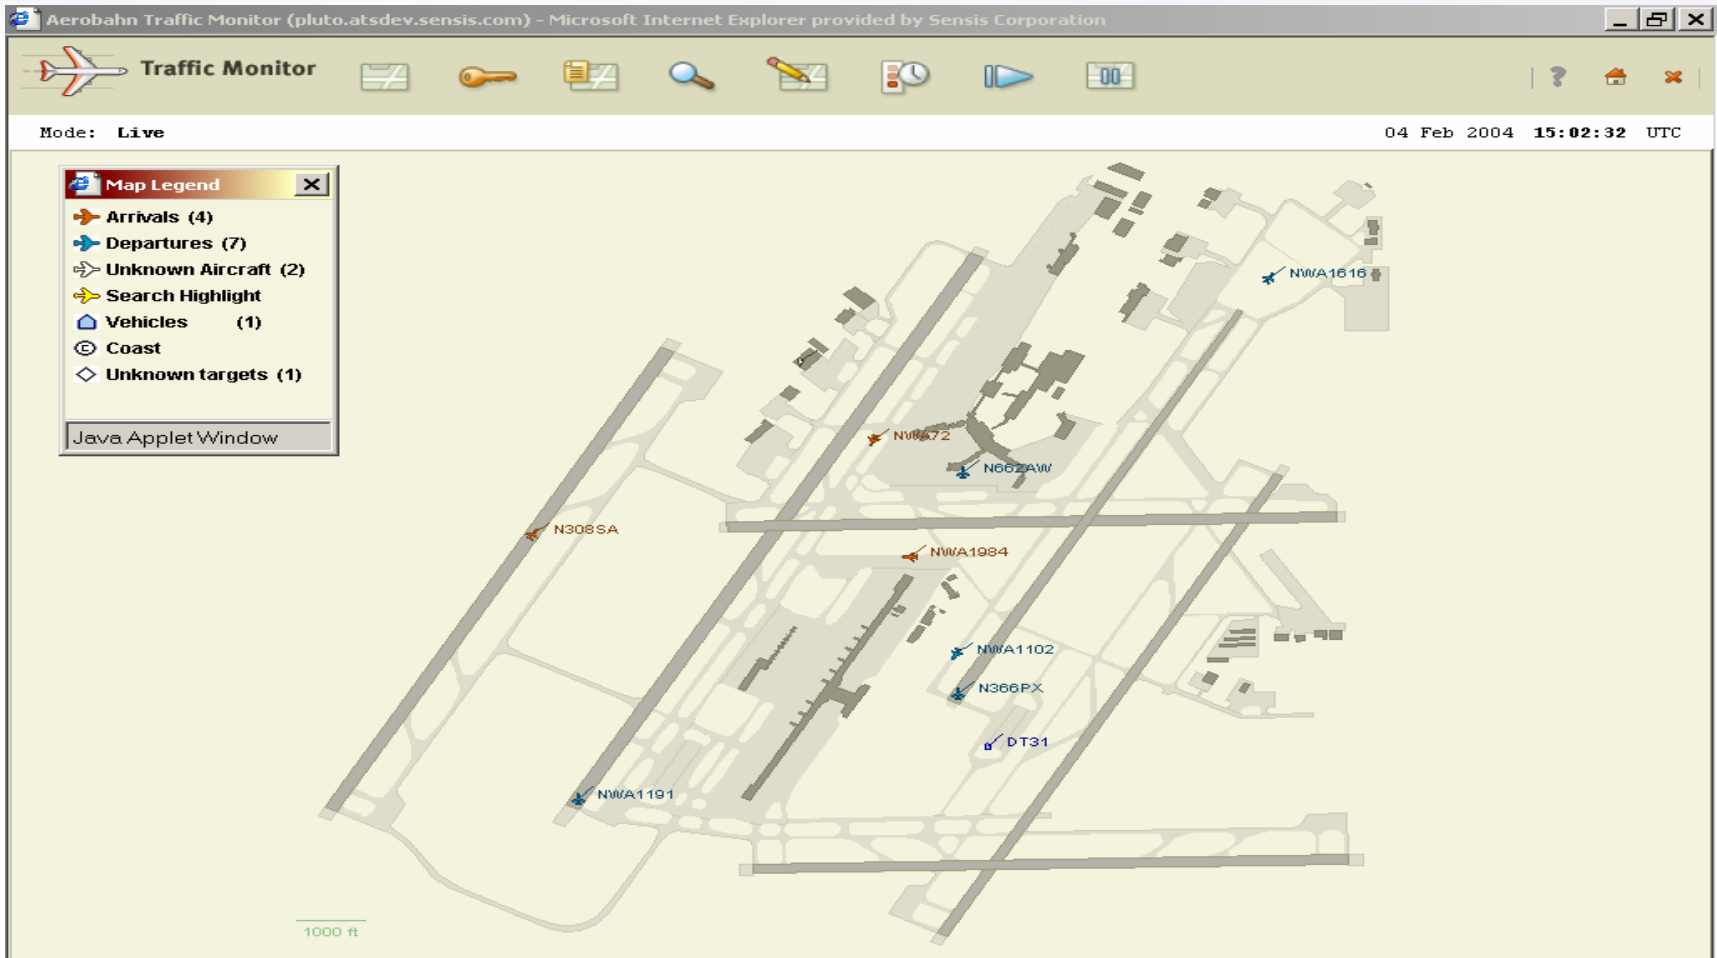 Aerobahn Traffic Monitor (pluto.atsdev.sensis.com) - Microsoft Internet Explorer provided by Sensis Corporation
Traffic Monitor
Mode: Live
04 Feb 2004 15:02:32 UTC
Map Legend
Arrivals (4)
Departures (7)
Unknown Aircraft (2)
Search Highlight
Vehicles (1)
C Coast
Unknown targets (1)
Java Applet Window
NWA1616
NWA72
N662AW
N308SA
NWA1984
NWA1102
N366PX
DT31
NWA1191
1000 ft